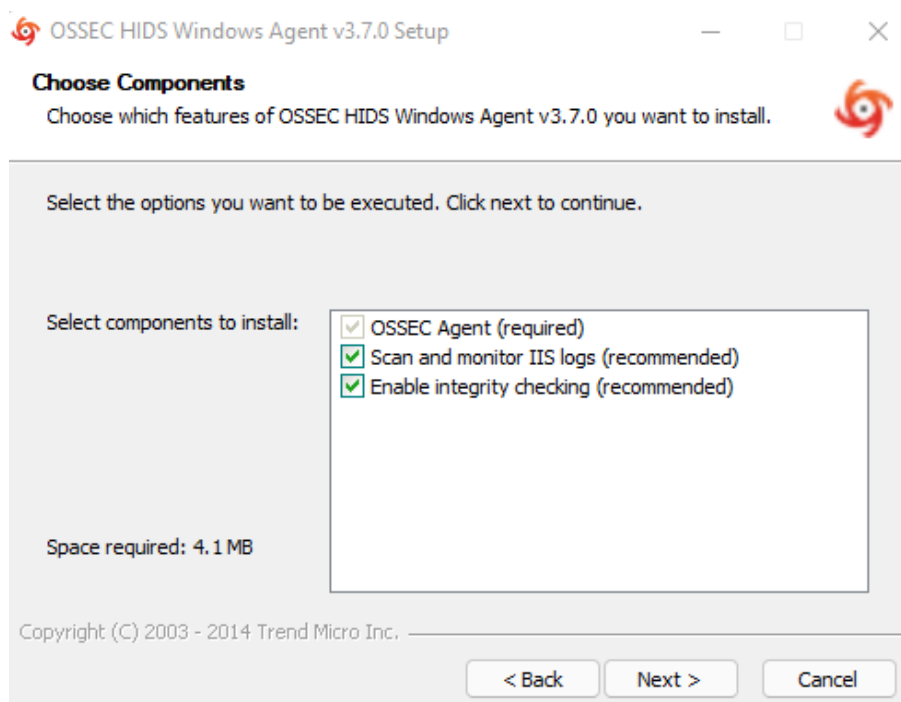 OSSEC HIDS Windows Agent v3.7.0 Setup
Choose Components
Choose which features of OSSEC HIDS Windows Agent v3.7.0 you want to install.
Select the options you want to be executed. Click next to continue.
Select components to install:
OSSEC Agent (required)
Scan and monitor IIS logs (recommended)
Enable integrity checking (recommended)
Space required: 4.1 MB
Copyright (C) 2003 - 2014 Trend Micro Inc.
< Back
Next >
Cancel